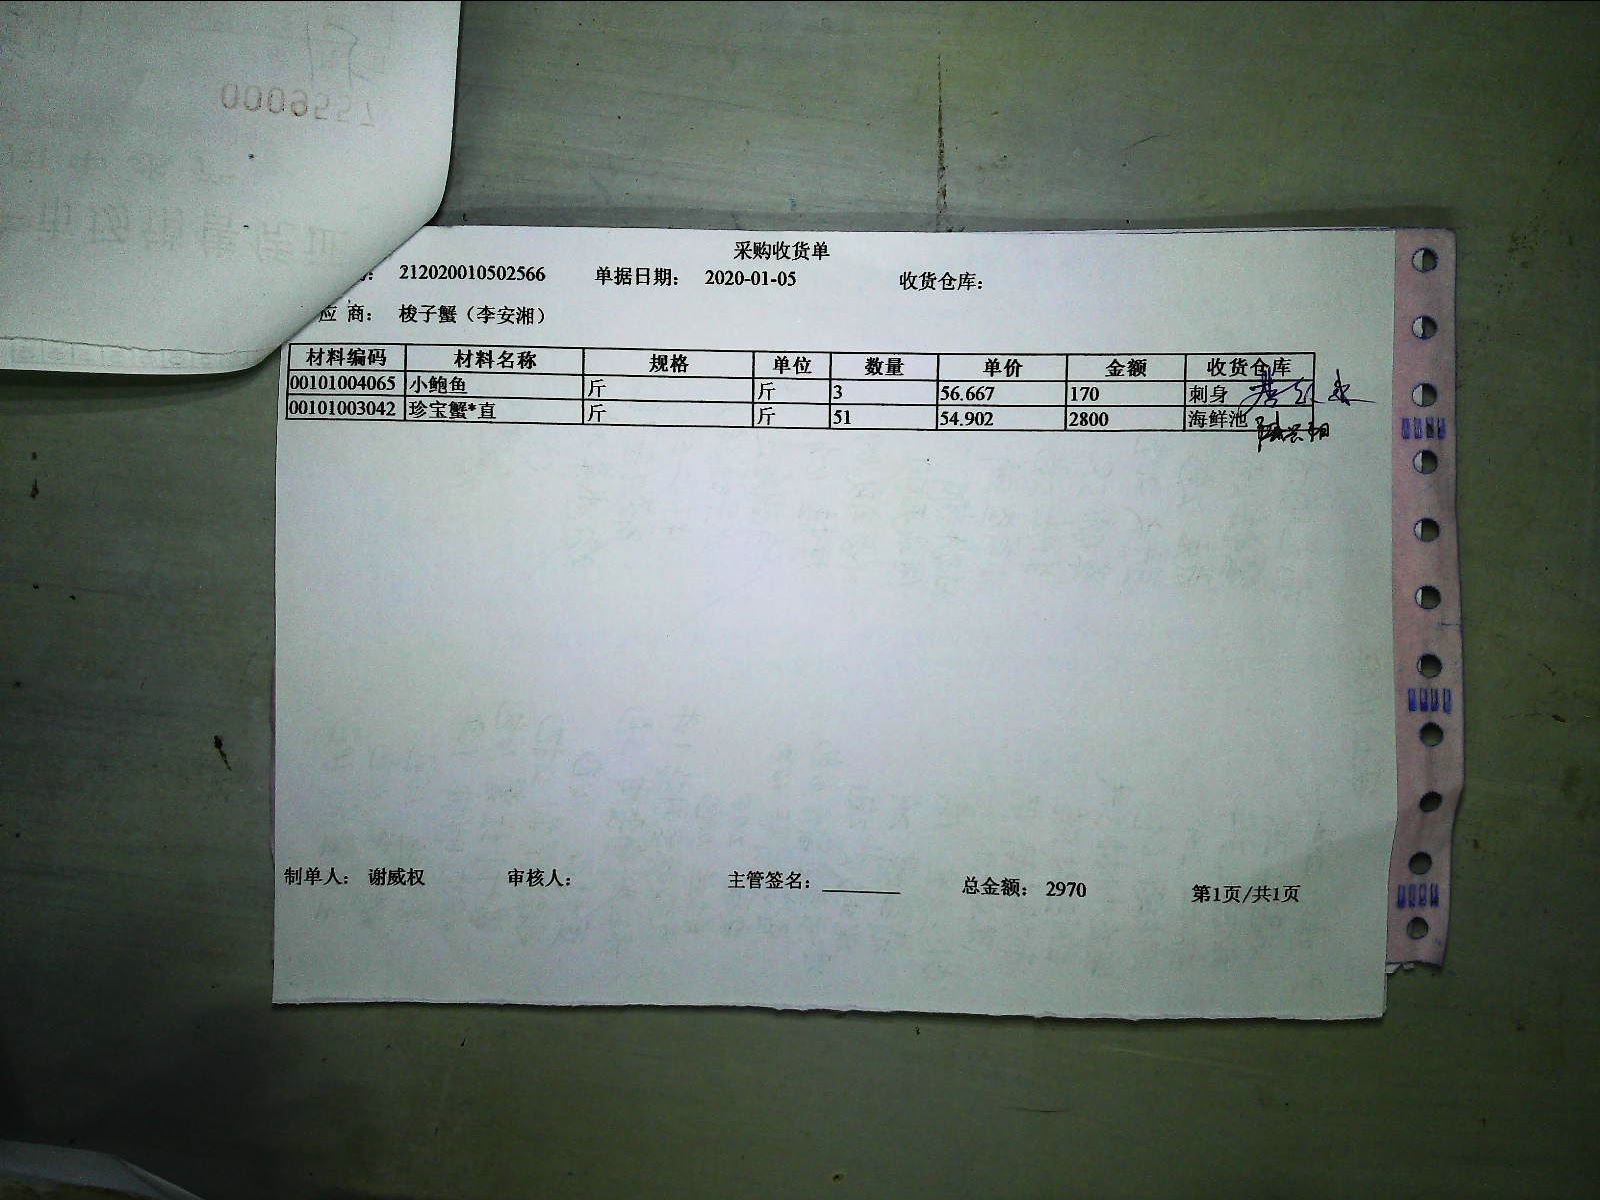 0006557
采购收货单
212020010502566 单据日期： 2020-01-05 收货仓库：
应 商： 梭子蟹（李安湘）
材料编码 材料名称 规格 单位 数量 单价 金额 收货仓库
00101004065 小鲍鱼 斤 斤 3 56.667 170 刺身
00101003042 珍宝蟹*直 斤 斤 51 54.902 2800 海鲜池
制单人： 谢威权 审核人： 主管签名： 总金额： 2970 第1页/共1页